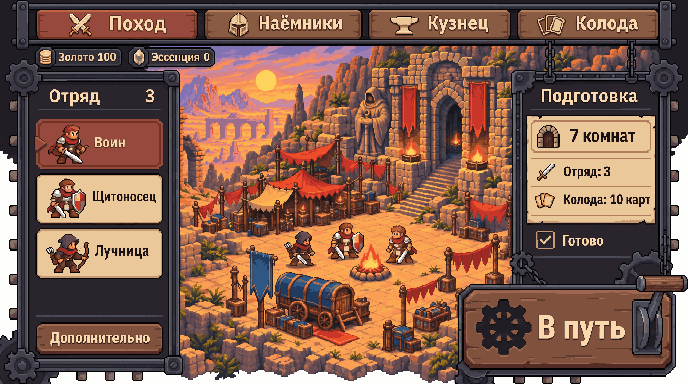 Поход
Наёмники
Кузнец
Колода
Золото 100
Эссенция 0
Отряд 3
Воин
Щитоносец
Лучница
Дополнительно
Подготовка
7 комнат
Отряд: 3
Колода: 10 карт
Готово
В путь